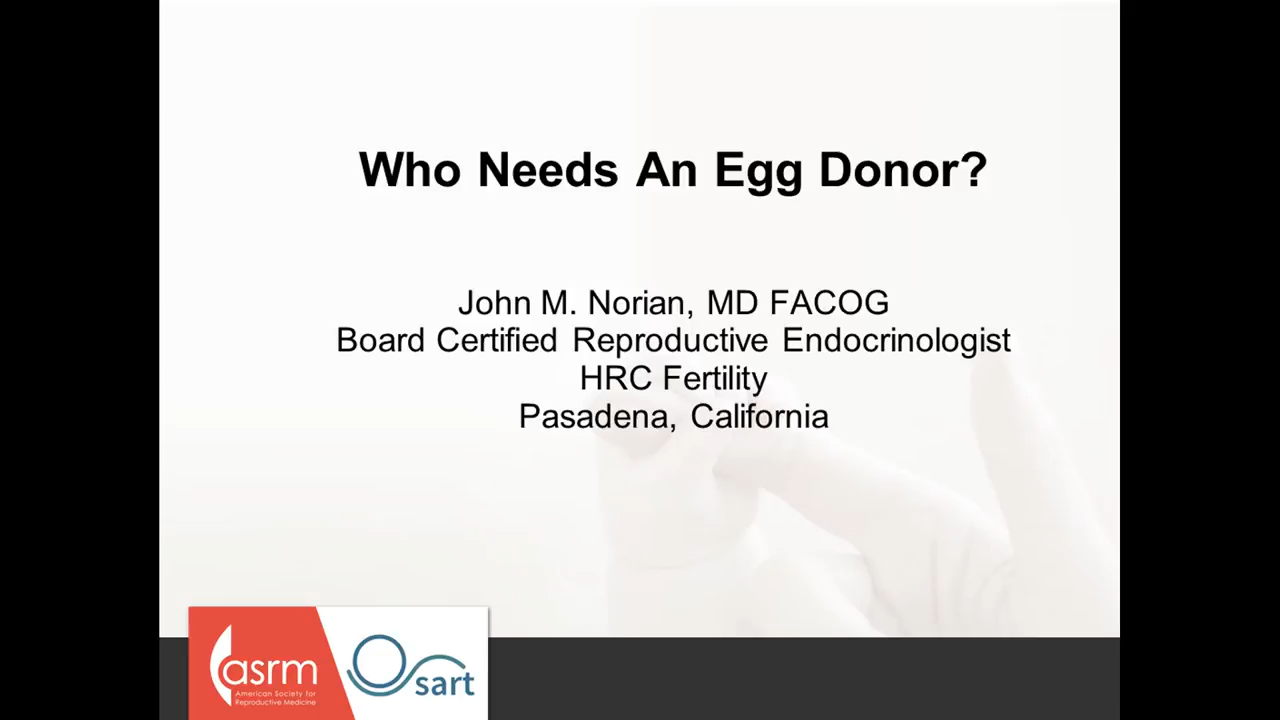 Who Needs An Egg Donor?
John M. Norian, MD FACOG
Board Certified Reproductive Endocrinologist
HRC Fertility
Pasadena, California
asrm
American Society for
Reproductive Medicine
sart